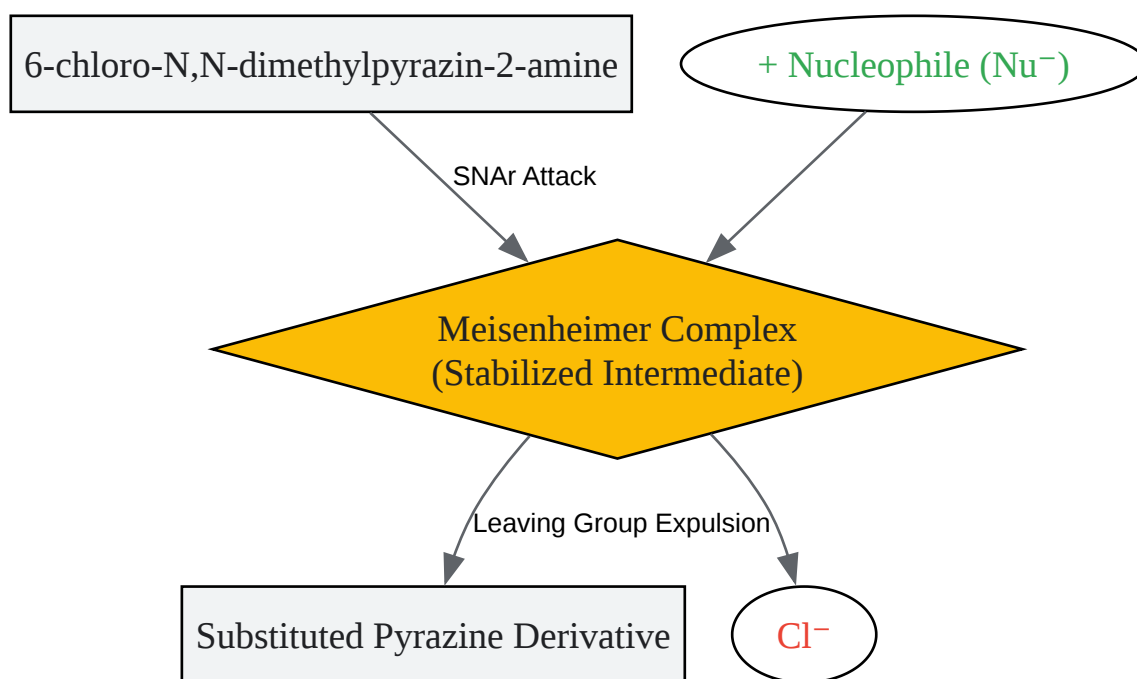 6-chloro-N,N-dimethylpyrazin-2-amine
+ Nucleophile (Nu⁻)
SNAr Attack
Meisenheimer Complex
(Stabilized Intermediate)
Leaving Group Expulsion
Substituted Pyrazine Derivative
Cl⁻